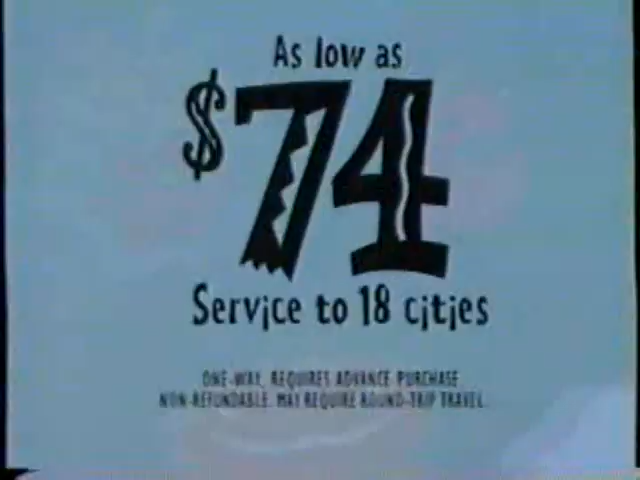 As low as
$74
Service to 18 cities
ONE-WAY, REQUIRES ADVANCE PURCHASE
NON-REFUNDABLE. MAY REQUIRE ROUND-TRIP TRAVEL.